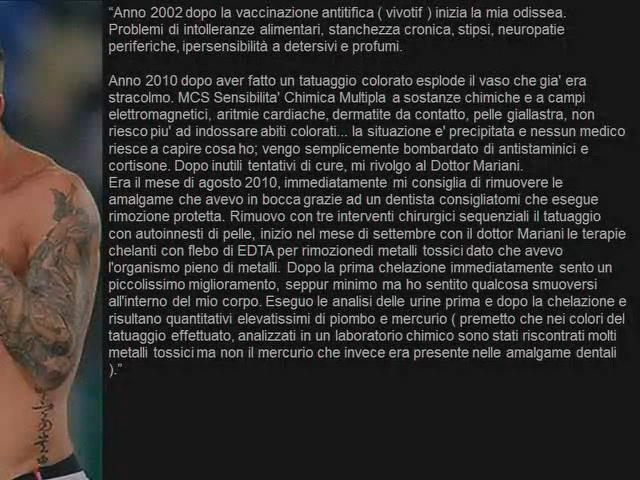 “Anno 2002 dopo la vaccinazione antitifica ( vivotif ) inizia la mia odissea.
Problemi di intolleranze alimentari, stanchezza cronica, stipsi, neuropatie
periferiche, ipersensibilità a detersivi e profumi.
Anno 2010 dopo aver fatto un tatuaggio colorato esplode il vaso che gia' era
stracolmo. MCS Sensibilita' Chimica Multipla a sostanze chimiche e a campi
elettromagnetici, aritmie cardiache, dermatite da contatto, pelle giallastra, non
riesco piu' ad indossare abiti colorati... la situazione e' precipitata e nessun medico
riesce a capire cosa ho; vengo semplicemente bombardato di antistaminici e
cortisone. Dopo inutili tentativi di cure, mi rivolgo al Dottor Mariani.
Era il mese di agosto 2010, immediatamente mi consiglia di rimuovere le
amalgame che avevo in bocca grazie ad un dentista consigliatomi che esegue
rimozione protetta. Rimuovo con tre interventi chirurgici sequenziali il tatuaggio
con autoinnesti di pelle, inizio nel mese di settembre con il dottor Mariani le terapie
chelanti con flebo di EDTA per rimozionedi metalli tossici dato che avevo
l'organismo pieno di metalli. Dopo la prima chelazione immediatamente sento un
piccolissimo miglioramento, seppur minimo ma ho sentito qualcosa smuoversi
all'interno del mio corpo. Eseguo le analisi delle urine prima e dopo la chelazione e
risultano quantitativi elevatissimi di piombo e mercurio ( premetto che nei colori del
tatuaggio effettuato, analizzati in un laboratorio chimico sono stati riscontrati molti
metalli tossici ma non il mercurio che invece era presente nelle amalgame dentali
).”